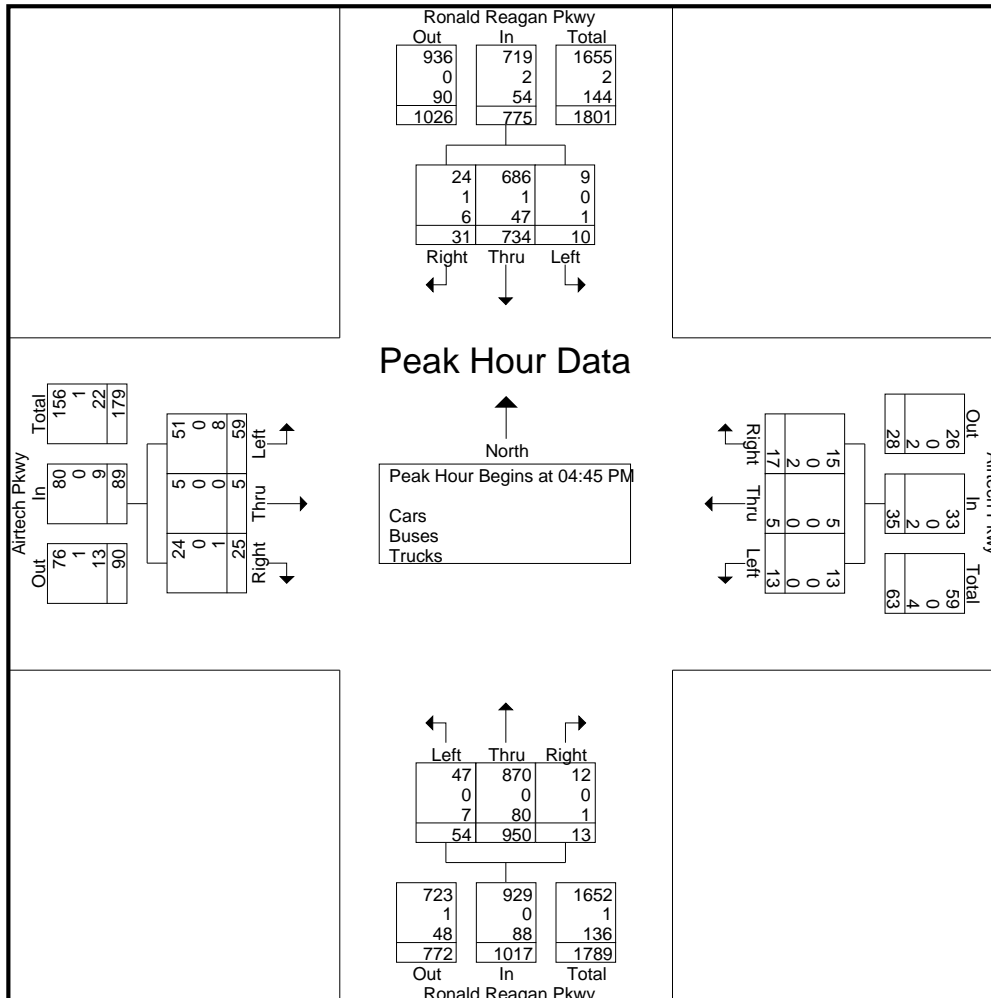 Ronald Reagan Pkwy
Out In Total
936 719 1655
0 2 2
90 54 144
1026 775 1801
24 686 9
1 1 0
6 47 1
31 734 10
Right Thru Left
Peak Hour Data
North
Peak Hour Begins at 04:45 PM
Cars
Buses
Trucks
Airtech Pkwy
Out In Total
76 80 156
1 0 1
13 9 22
90 89 179
51 5 24
0 0 0
8 0 1
59 5 25
Left Thru Right
Right Thru Left
15 5 13
0 0 0
2 0 0
17 5 13
Out In Total
26 33 59
0 0 0
2 2 4
28 35 63
Airtech Pkwy
Left Thru Right
47 870 12
0 0 0
7 80 1
54 950 13
723 929 1652
1 0 1
48 88 136
772 1017 1789
Out In Total
Ronald Reagan Pkwy